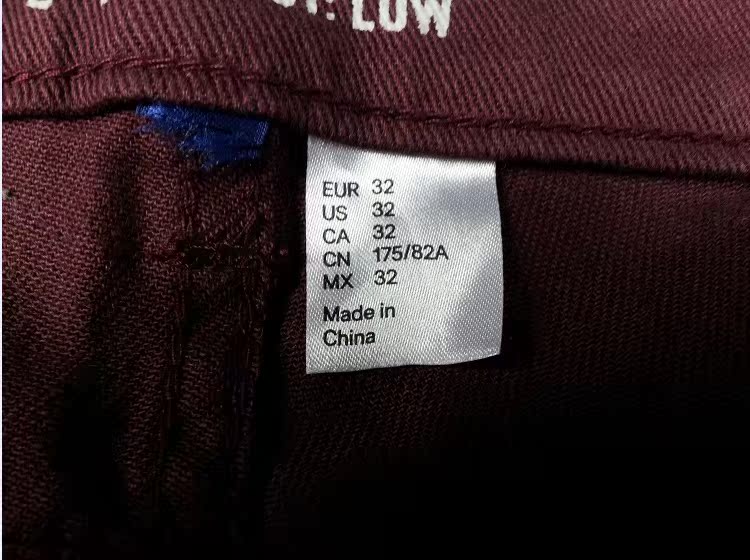 LOW
EUR 32
US 32
CA 32
CN 175/82A
MX 32
Made in
China